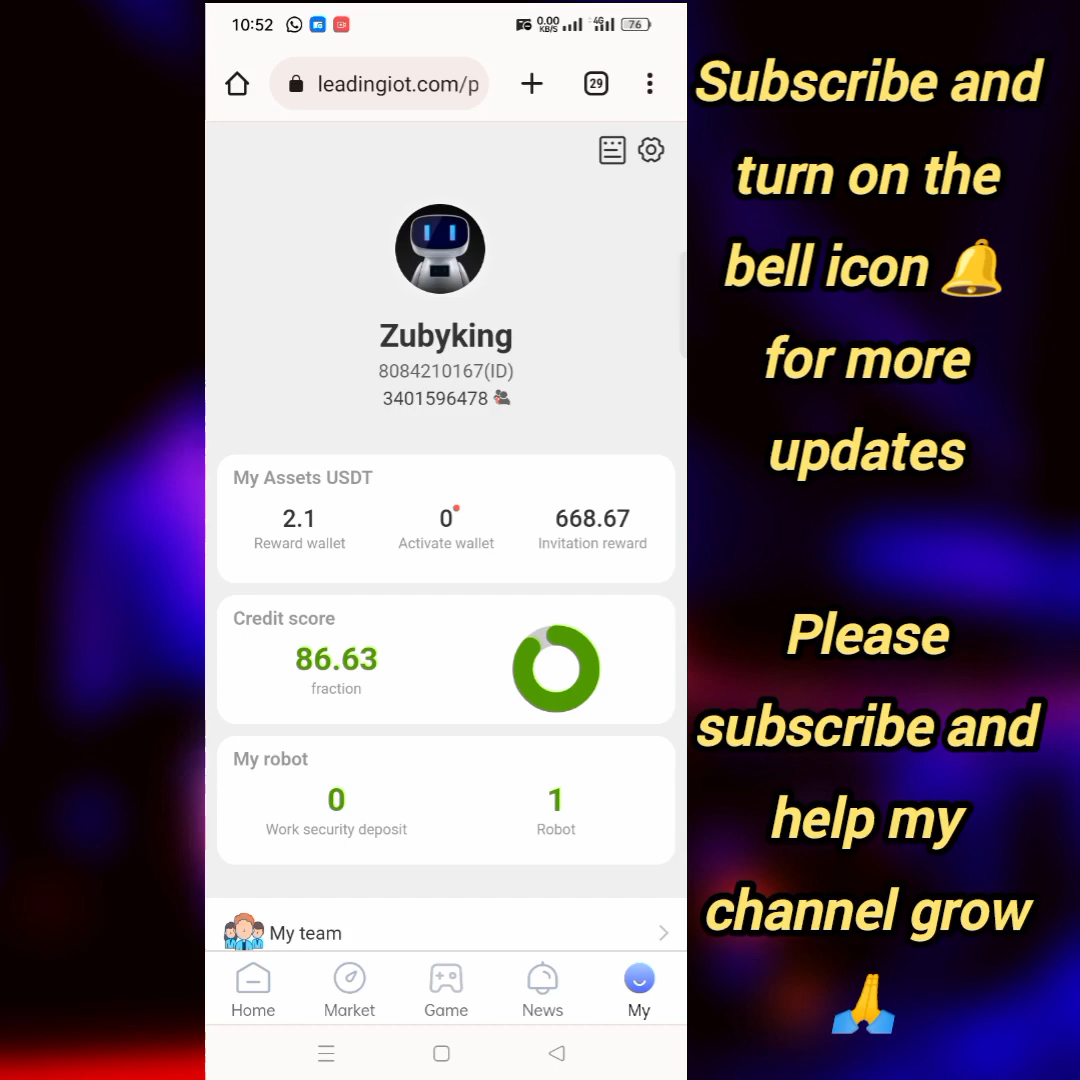 10:52
0.00
KB/S
4G
76
leadingiot.com/p
29
Zubyking
8084210167(ID)
3401596478
My Assets USDT
2.1
0
668.67
Reward wallet
Activate wallet
Invitation reward
Credit score
86.63
fraction
My robot
0
1
Work security deposit
Robot
My team
Home
Market
Game
News
My
Subscribe and
turn on the
bell icon 🔔
for more
updates
Please
subscribe and
help my
channel grow
🙏